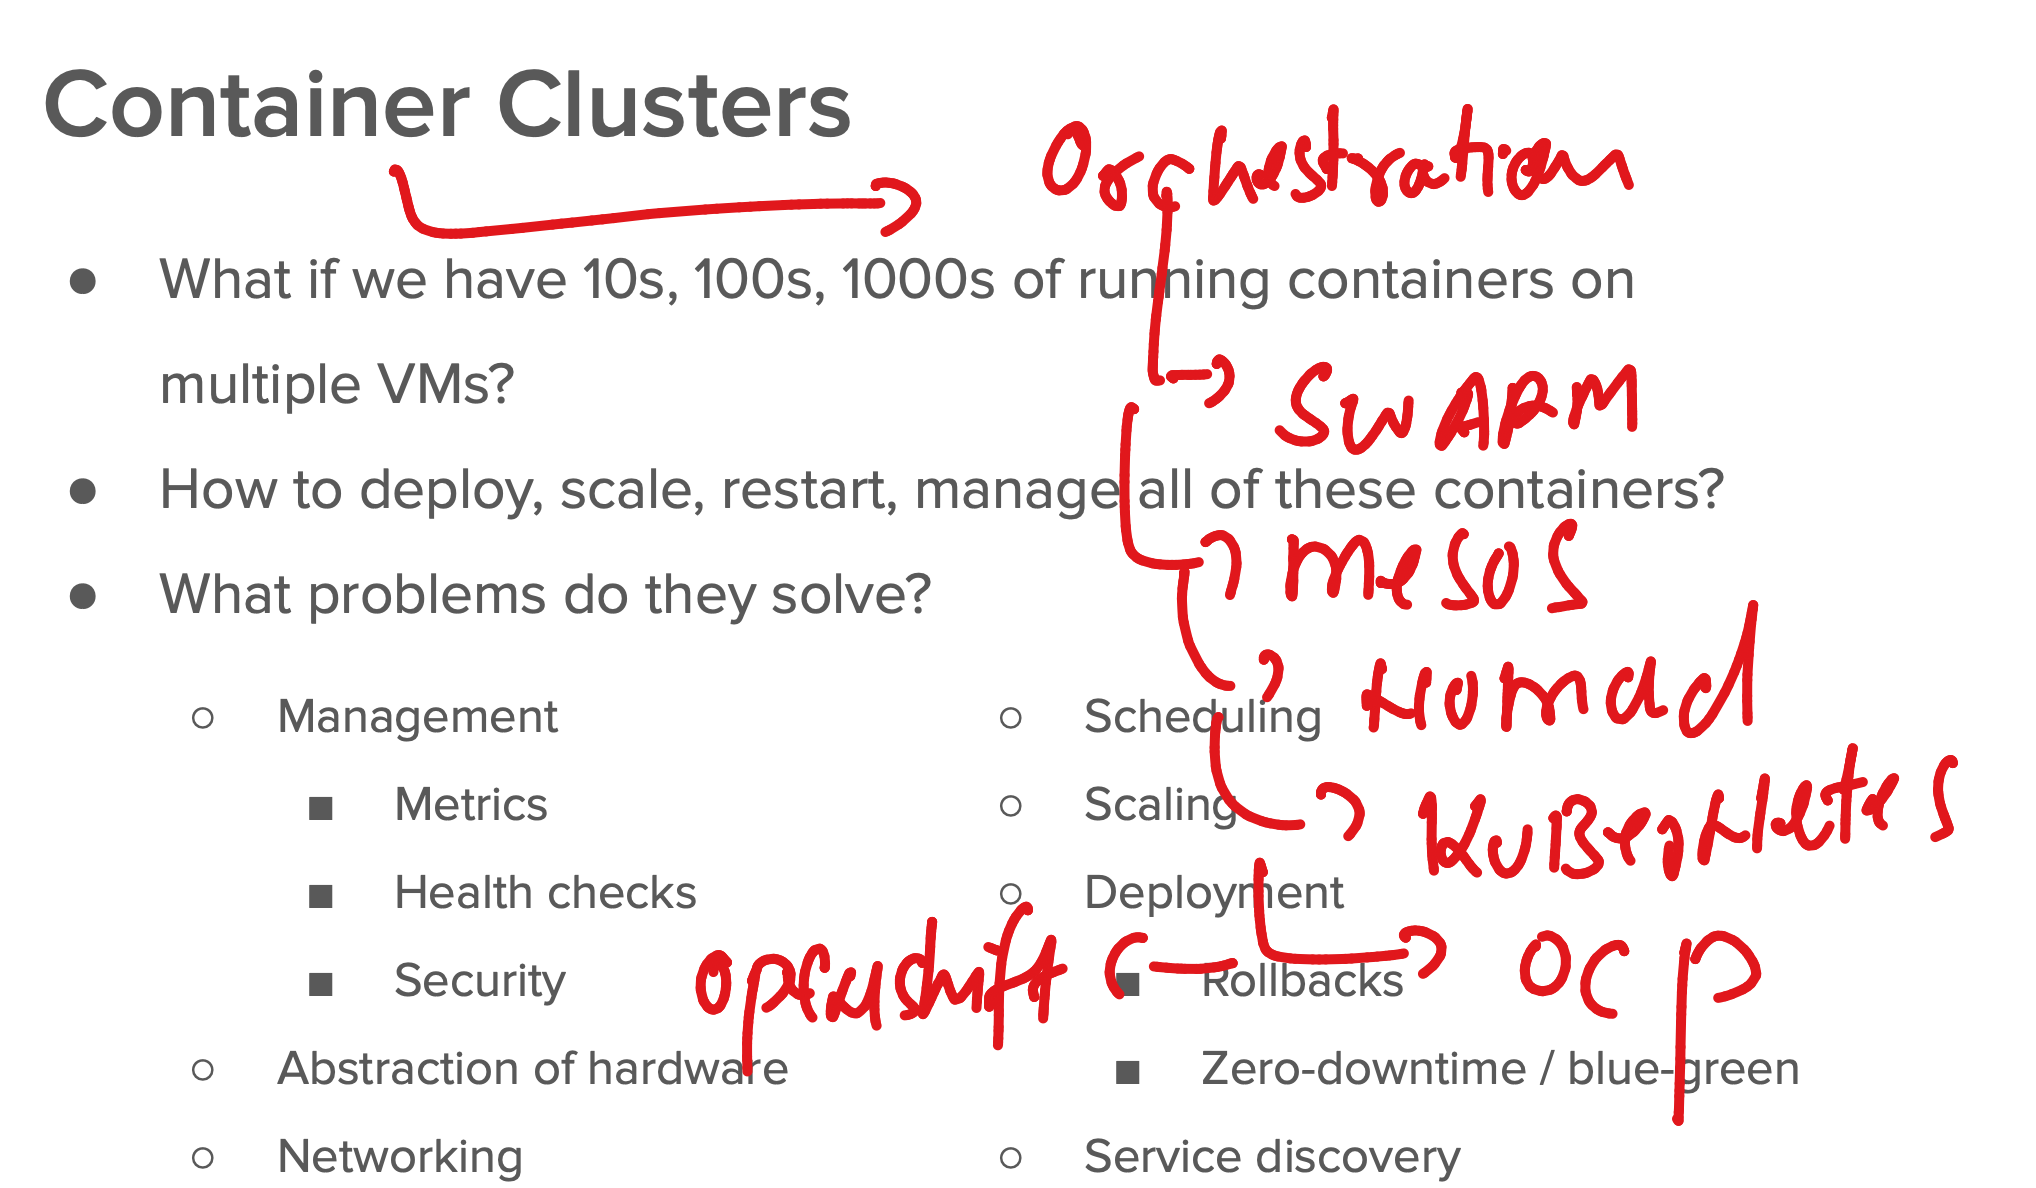 Container Clusters
Orchestration
● What if we have 10s, 100s, 1000s of running containers on
multiple VMs?
SWARM
● How to deploy, scale, restart, manage all of these containers?
mesos
● What problems do they solve?
Nomad
○ Management
■ Metrics
■ Health checks
■ Security
○ Abstraction of hardware
○ Networking
○ Scheduling
○ Scaling
KuBerNetes
○ Deployment
■ Rollbacks
openshift
OCP
■ Zero-downtime / blue-green
○ Service discovery